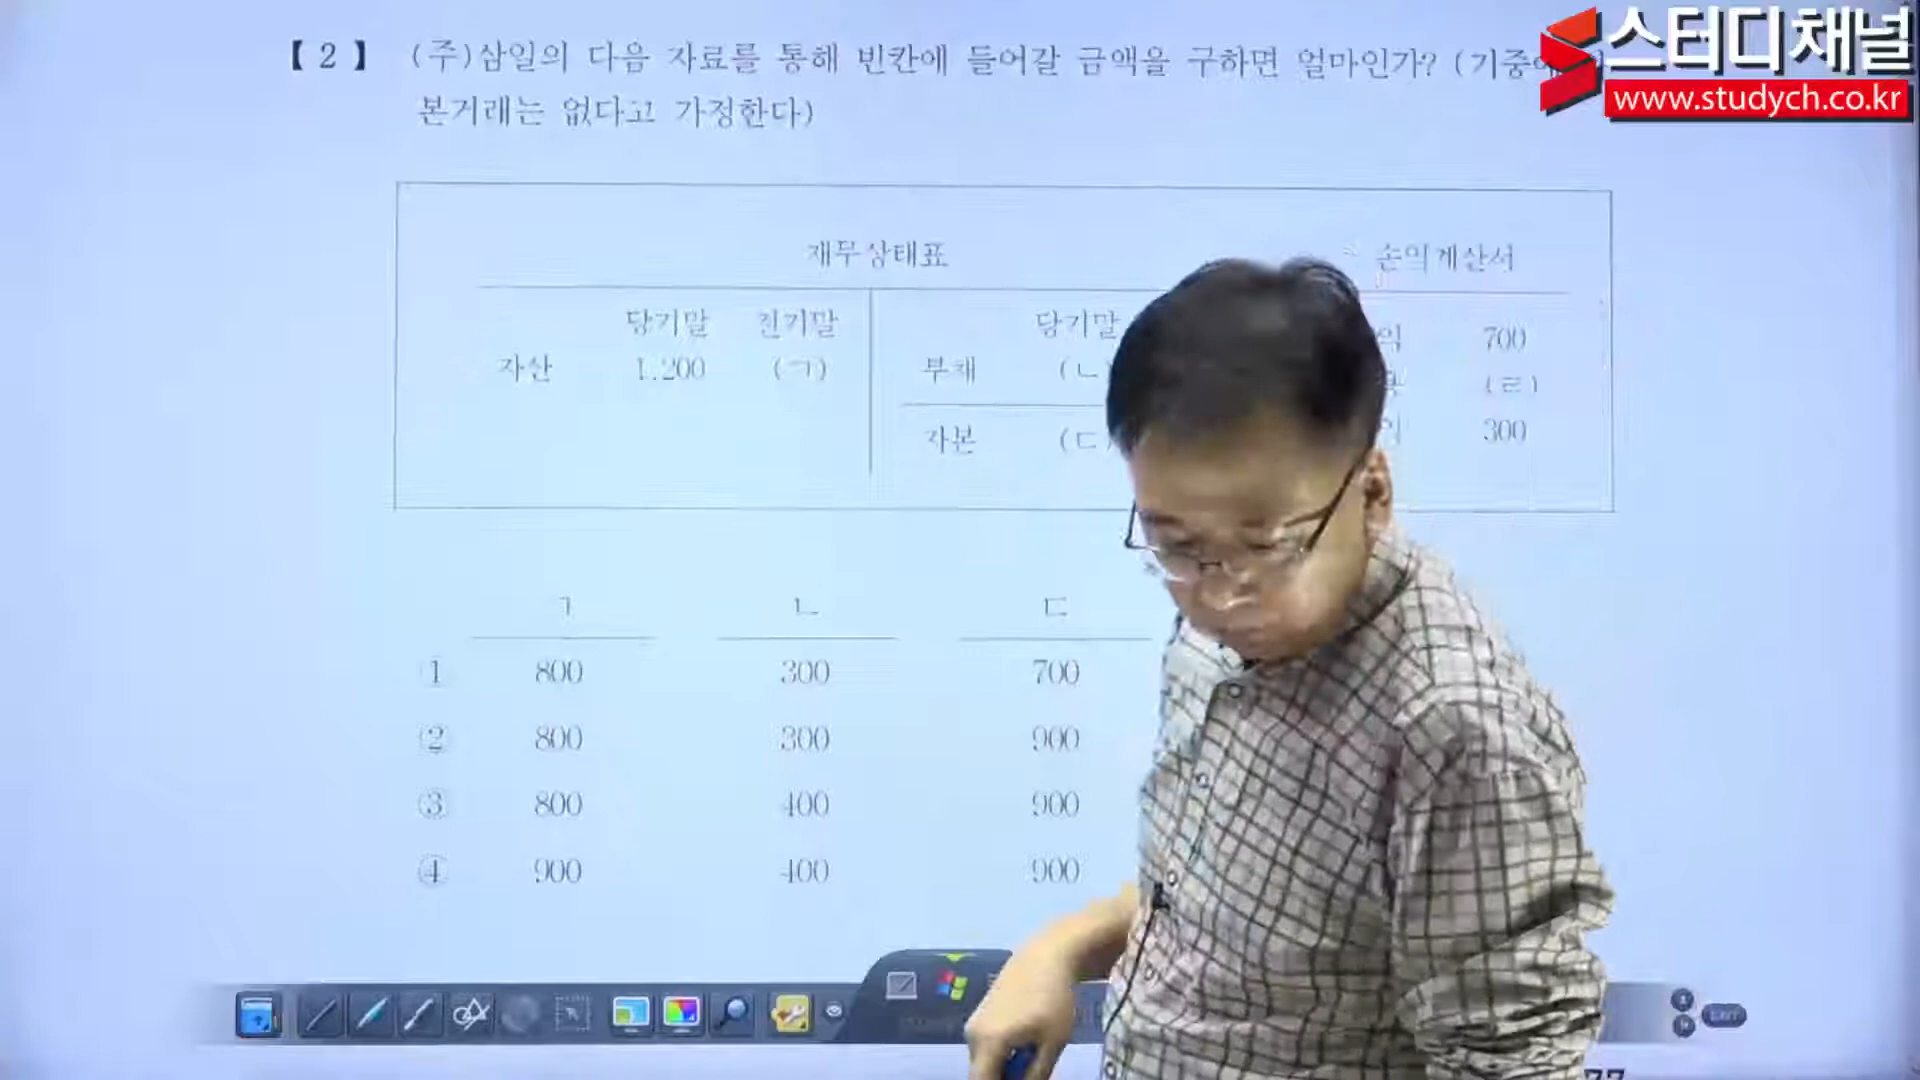 스터디채널
www.studych.co.kr
【 2 】 (주)삼일의 다음 자료를 통해 빈칸에 들어갈 금액을 구하면 얼마인가? (기중에
본거래는 없다고 가정한다)
재무상태표 손익계산서
당기말 전기말 당기말 익 700
자산 1,200 (ㄱ) 부채 (ㄴ) (ㄹ)
자본 (ㄷ) 익 300
ㄱ ㄴ ㄷ
① 800 300 700
② 800 300 900
③ 800 400 900
④ 900 400 900
EXIT
77